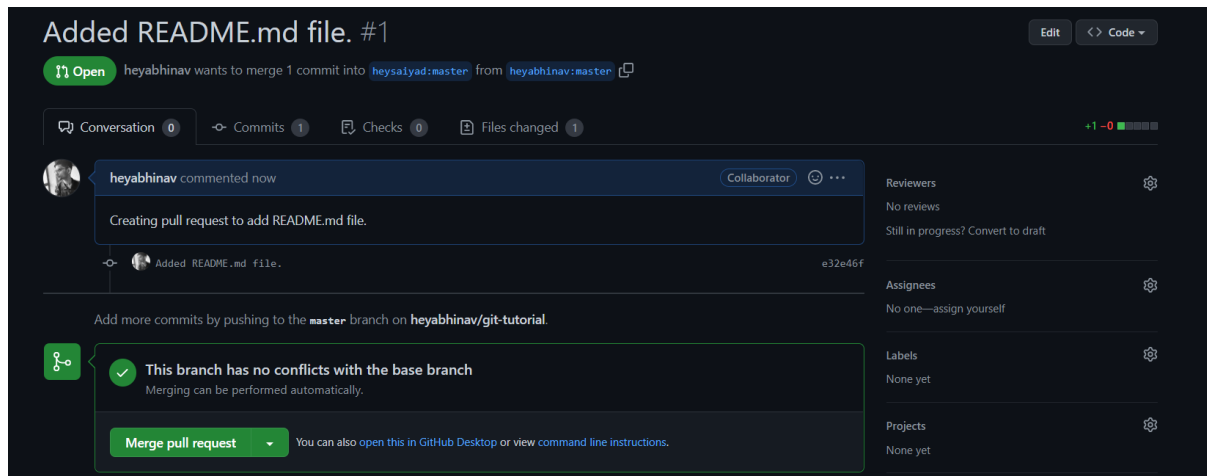 Added README.md file. #1
Edit
<> Code
Open
heyabhinav wants to merge 1 commit into heysaiyad:master from heyabhinav:master
Conversation 0
Commits 1
Checks 0
Files changed 1
+1 −0
heyabhinav commented now
Collaborator
Creating pull request to add README.md file.
Added README.md file.
e32e46f
Add more commits by pushing to the master branch on heyabhinav/git-tutorial.
This branch has no conflicts with the base branch
Merging can be performed automatically.
Merge pull request
You can also open this in GitHub Desktop or view command line instructions.
Reviewers
No reviews
Still in progress? Convert to draft
Assignees
No one—assign yourself
Labels
None yet
Projects
None yet